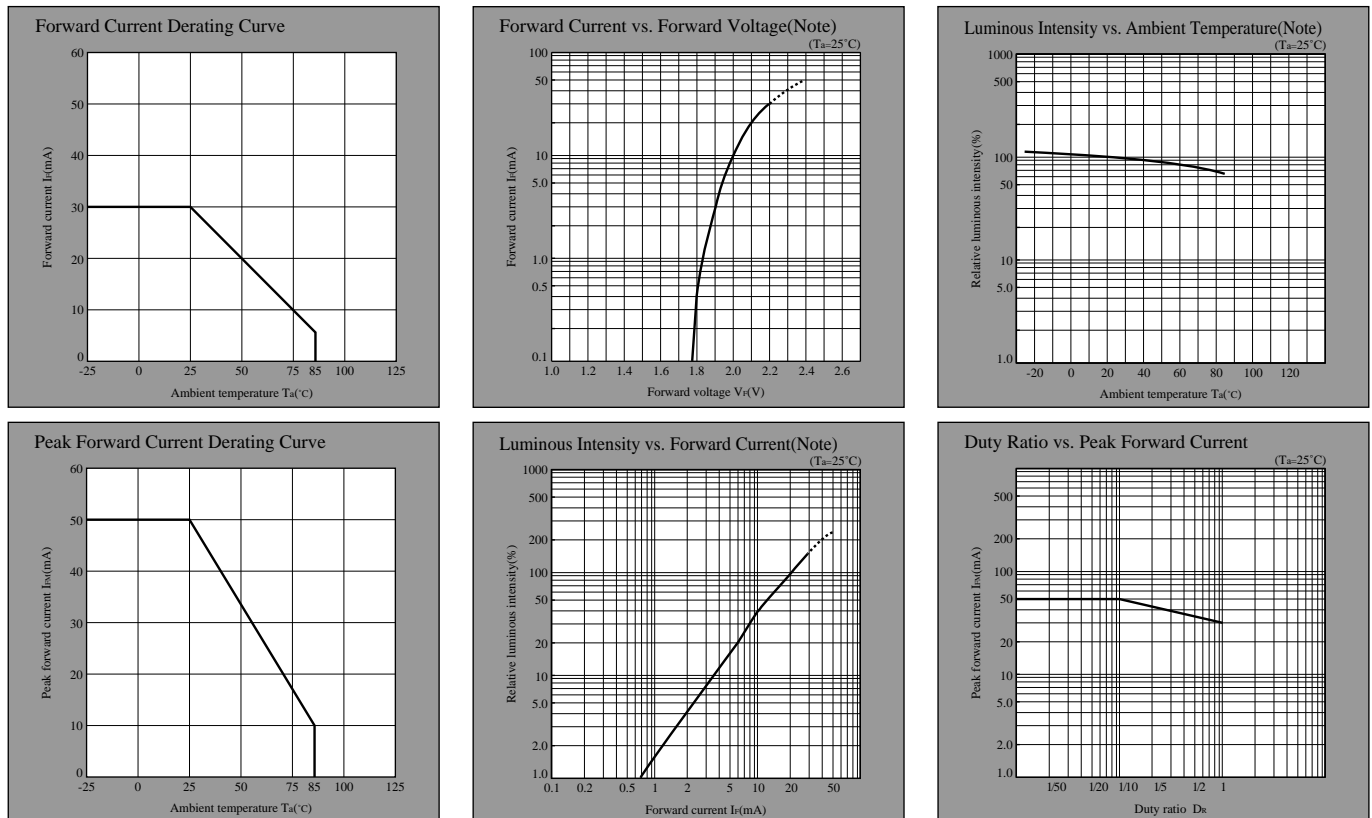 Forward Current Derating Curve
60
50
40
30
20
10
0
-25 0 25 50 75 85 100 125
Forward current IF(mA)
Ambient temperature Ta(˚C)
Forward Current vs. Forward Voltage(Note)
(Ta=25˚C)
100
50
10
5.0
1.0
0.5
0.1
1.0 1.2 1.4 1.6 1.8 2.0 2.2 2.4 2.6
Forward current IF(mA)
Forward voltage VF(V)
Luminous Intensity vs. Ambient Temperature(Note)
(Ta=25˚C)
1000
500
100
50
10
5.0
1.0
-20 0 20 40 60 80 100 120
Relative luminous intensity(%)
Ambient temperature Ta(˚C)
Peak Forward Current Derating Curve
60
50
40
30
20
10
0
-25 0 25 50 75 85 100 125
Peak forward current IFM(mA)
Ambient temperature Ta(˚C)
Luminous Intensity vs. Forward Current(Note)
(Ta=25˚C)
1000
500
200
100
50
20
10
5.0
2.0
1.0
0.1 0.2 0.5 1 2 5 10 20 50
Relative luminous intensity(%)
Forward current IF(mA)
Duty Ratio vs. Peak Forward Current
(Ta=25˚C)
500
200
100
50
20
10
5.0
2.0
1.0
1/50 1/20 1/10 1/5 1/2 1
Peak forward current IFM(mA)
Duty ratio DR